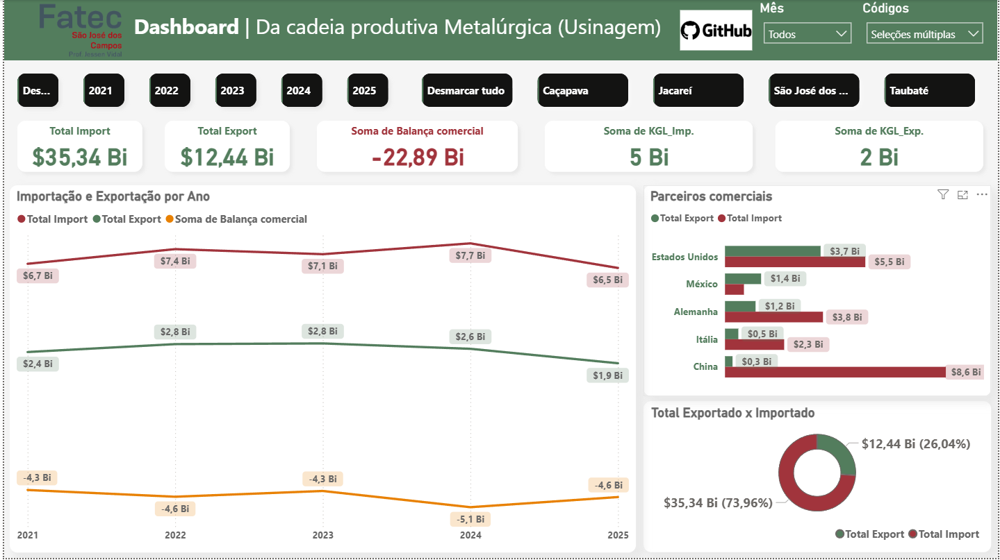 Fatec
São José dos
Campos
Prof. Jessen Vidal
Dashboard | Da cadeia produtiva Metalúrgica (Usinagem)
GitHub
Mês
Todos
Códigos
Seleções múltiplas
Des...
2021
2022
2023
2024
2025
Desmarcar tudo
Caçapava
Jacareí
São José dos ...
Taubaté
Total Import
$35,34 Bi
Total Export
$12,44 Bi
Soma de Balança comercial
-22,89 Bi
Soma de KGL_Imp.
5 Bi
Soma de KGL_Exp.
2 Bi
Importação e Exportação por Ano
Total Import Total Export Soma de Balança comercial
$6,7 Bi
$7,4 Bi
$7,1 Bi
$7,7 Bi
$6,5 Bi
$2,4 Bi
$2,8 Bi
$2,8 Bi
$2,6 Bi
$1,9 Bi
-4,3 Bi
-4,6 Bi
-4,3 Bi
-5,1 Bi
-4,6 Bi
2021
2022
2023
2024
2025
Parceiros comerciais
Total Export Total Import
Estados Unidos
$3,7 Bi
$5,5 Bi
México
$1,4 Bi
Alemanha
$1,2 Bi
$3,8 Bi
Itália
$0,5 Bi
$2,3 Bi
China
$0,3 Bi
$8,6 Bi
Total Exportado x Importado
$12,44 Bi (26,04%)
$35,34 Bi (73,96%)
Total Export Total Import